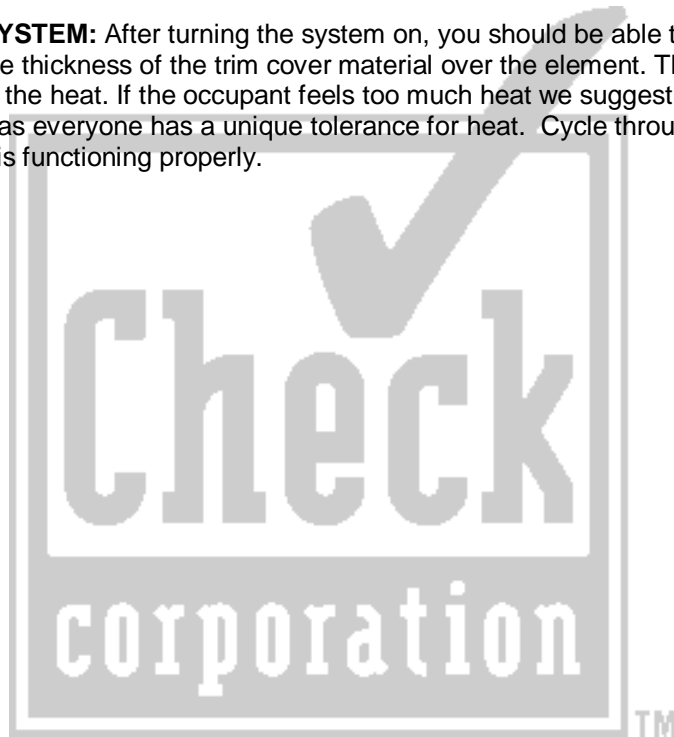 YSTEM: After turning the system on, you should be able t
e thickness of the trim cover material over the element. Th
the heat. If the occupant feels too much heat we suggest
as everyone has a unique tolerance for heat.  Cycle throu
is functioning properly.
Check
corporation
TM